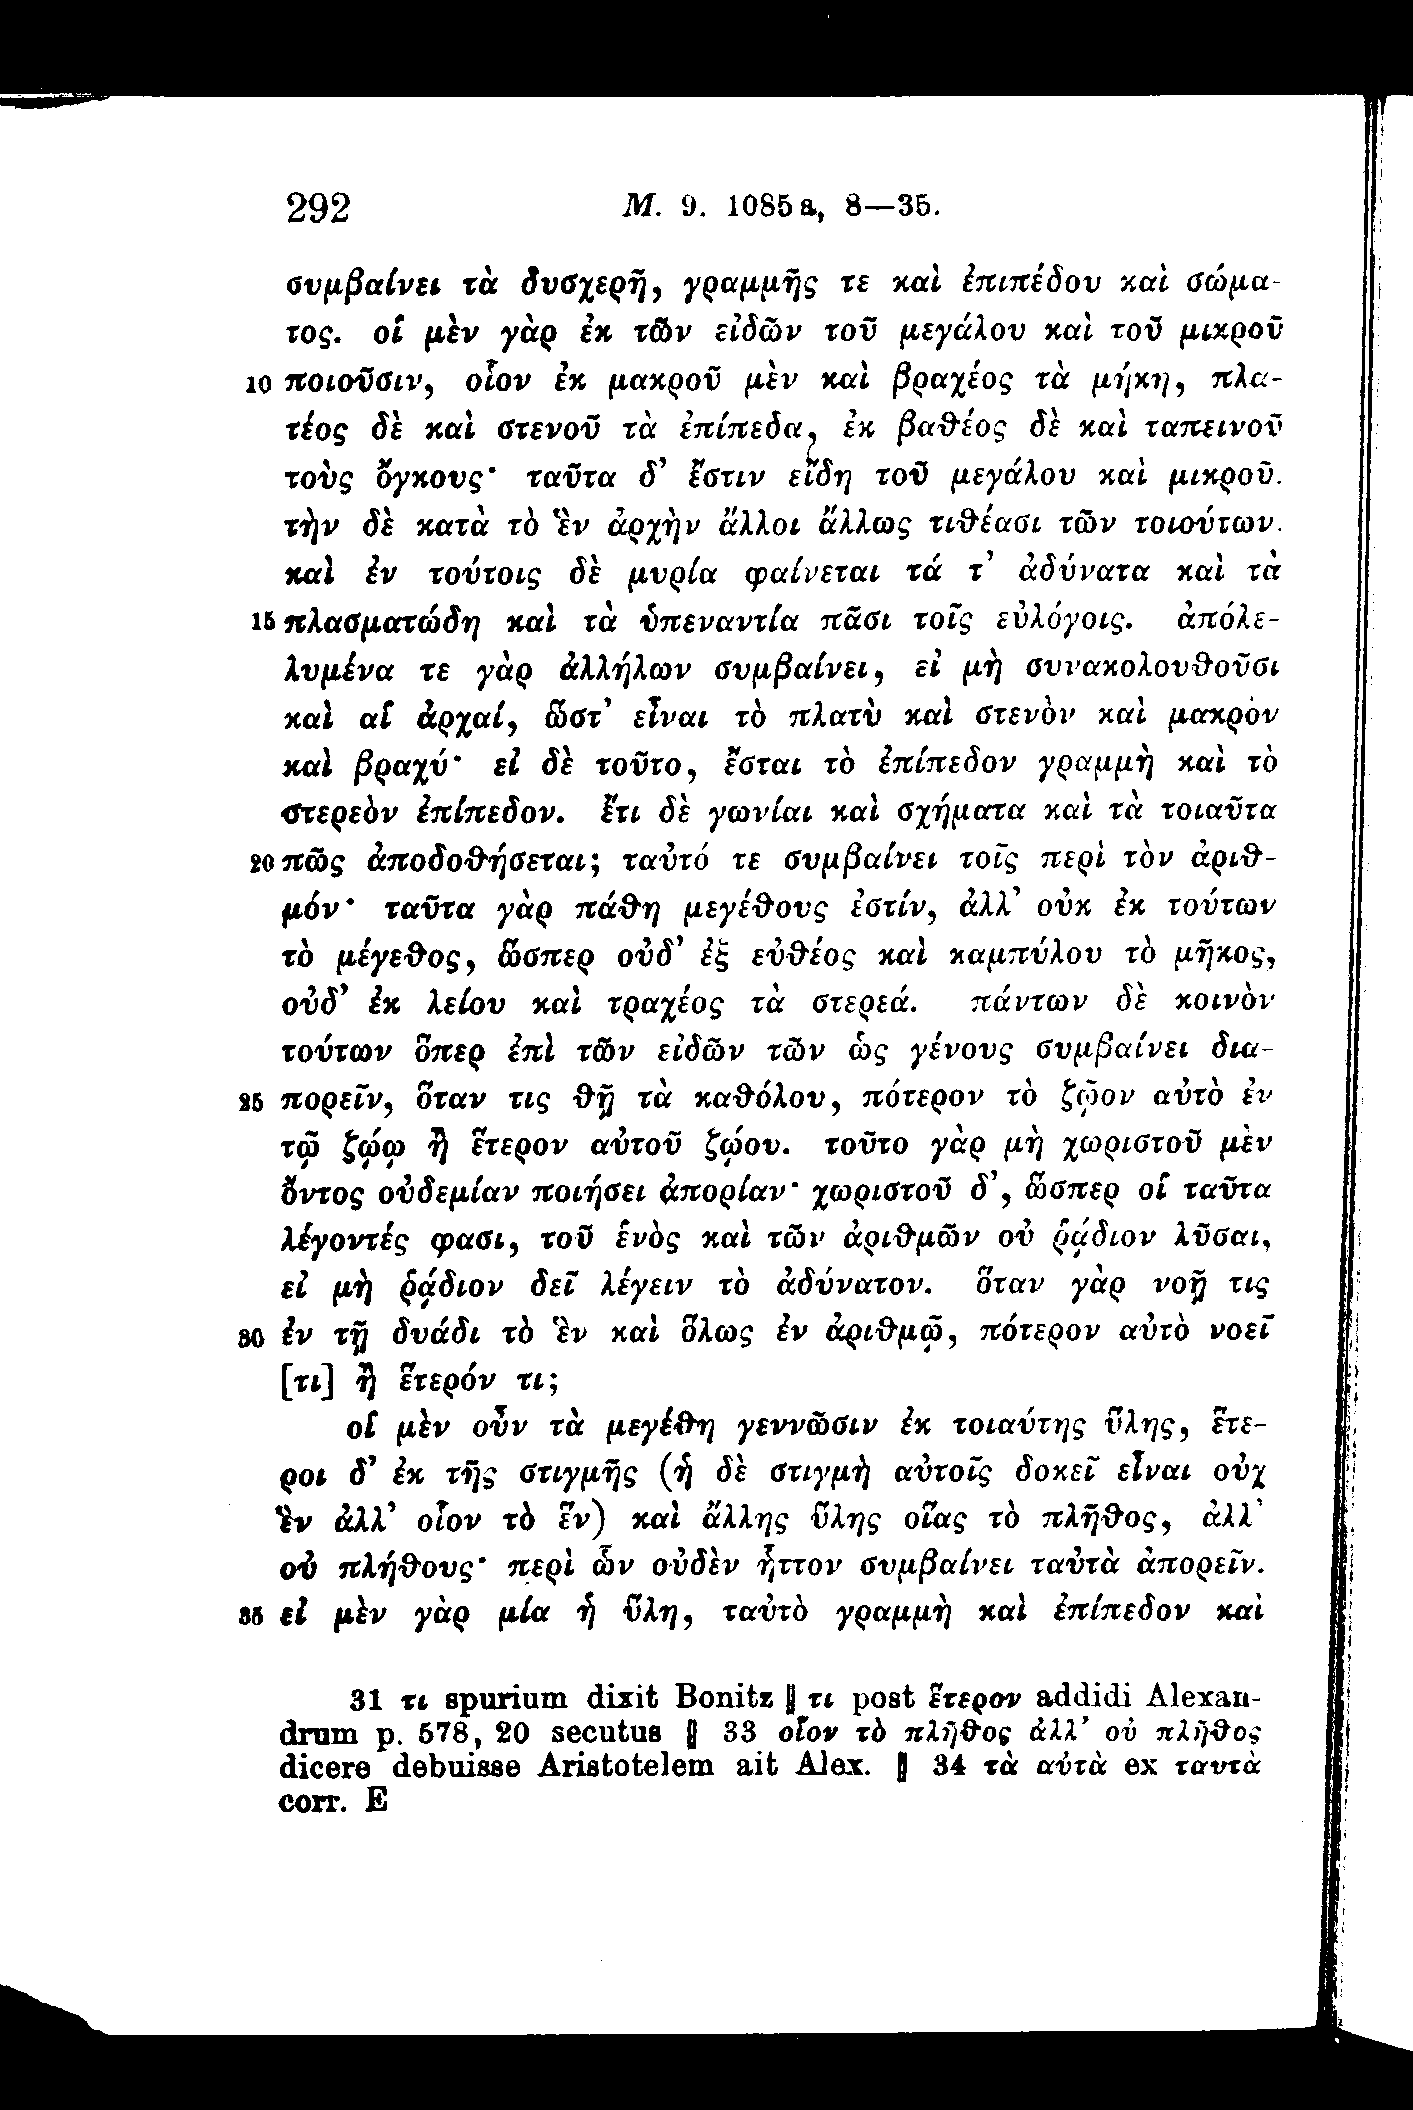 292 M. 9. 1085 a, 8—35.
συμβαίνει τὰ δυσχερῆ, γραμμῆς τε καὶ ἐπιπέδου καὶ σώμα-
τος. οἱ μὲν γὰρ ἐκ τῶν εἰδῶν τοῦ μεγάλου καὶ τοῦ μικροῦ
10 ποιοῦσιν, οἷον ἐκ μακροῦ μὲν καὶ βραχέος τὰ μήκη, πλα-
τέος δὲ καὶ στενοῦ τὰ ἐπίπεδα, ἐκ βαθέος δὲ καὶ ταπεινοῦ
τοὺς ὄγκους· ταῦτα δ’ ἔστιν εἴδη τοῦ μεγάλου καὶ μικροῦ.
τὴν δὲ κατὰ τὸ ἓν ἀρχὴν ἄλλοι ἄλλως τιθέασι τῶν τοιούτων.
καὶ ἐν τούτοις δὲ μυρία φαίνεται τά τ’ ἀδύνατα καὶ τὰ
15 πλασματώδη καὶ τὰ ὑπεναντία πᾶσι τοῖς εὐλόγοις. ἀπολε-
λυμένα τε γὰρ ἀλλήλων συμβαίνει, εἰ μὴ συνακολουθοῦσι
καὶ αἱ ἀρχαί, ὥστ’ εἶναι τὸ πλατὺ καὶ στενὸν καὶ μακρὸν
καὶ βραχύ· εἰ δὲ τοῦτο, ἔσται τὸ ἐπίπεδον γραμμὴ καὶ τὸ
στερεὸν ἐπίπεδον. ἔτι δὲ γωνίαι καὶ σχήματα καὶ τὰ τοιαῦτα
20 πῶς ἀποδοθήσεται; ταὐτό τε συμβαίνει τοῖς περὶ τὸν ἀριθ-
μόν· ταῦτα γὰρ πάθη μεγέθους ἐστίν, ἀλλ’ οὐκ ἐκ τούτων
τὸ μέγεθος, ὥσπερ οὐδ’ ἐξ εὐθέος καὶ καμπύλου τὸ μῆκος,
οὐδ’ ἐκ λείου καὶ τραχέος τὰ στερεά. πάντων δὲ κοινὸν
τούτων ὅπερ ἐπὶ τῶν εἰδῶν τῶν ὡς γένους συμβαίνει δια-
25 πορεῖν, ὅταν τις θῇ τὰ καθόλου, πότερον τὸ ζῷον αὐτὸ ἐν
τῷ ζῴῳ ἢ ἕτερον αὐτοῦ ζῴου. τοῦτο γὰρ μὴ χωριστοῦ μὲν
ὄντος οὐδεμίαν ποιήσει ἀπορίαν· χωριστοῦ δ’, ὥσπερ οἱ ταῦτα
λέγοντές φασι, τοῦ ἑνὸς καὶ τῶν ἀριθμῶν οὐ ῥᾴδιον λῦσαι,
εἰ μὴ ῥᾴδιον δεῖ λέγειν τὸ ἀδύνατον. ὅταν γὰρ νοῇ τις
30 ἐν τῇ δυάδι τὸ ἓν καὶ ὅλως ἐν ἀριθμῷ, πότερον αὐτὸ νοεῖ
[τι] ἢ ἕτερόν τι;
οἱ μὲν οὖν τὰ μεγέθη γεννῶσιν ἐκ τοιαύτης ὕλης, ἕτε-
ροι δ’ ἐκ τῆς στιγμῆς (ἡ δὲ στιγμὴ αὐτοῖς δοκεῖ εἶναι οὐχ
ἓν ἀλλ’ οἷον τὸ ἕν) καὶ ἄλλης ὕλης οἵας τὸ πλῆθος, ἀλλ’
οὐ πλήθους· περὶ ὧν οὐδὲν ἧττον συμβαίνει ταὐτὰ ἀπορεῖν.
35 εἰ μὲν γὰρ μία ἡ ὕλη, ταὐτὸ γραμμὴ καὶ ἐπίπεδον καὶ
31 τι spurium dixit Bonitz ‖ τι post ἕτερον addidi Alexan-
drum p. 578, 20 secutus ‖ 33 οἷον τὸ πλῆθος ἀλλ’ οὐ πλῆθος
dicere debuisse Aristotelem ait Alex. ‖ 34 τὰ αὐτὰ ex ταυτὰ
corr. E